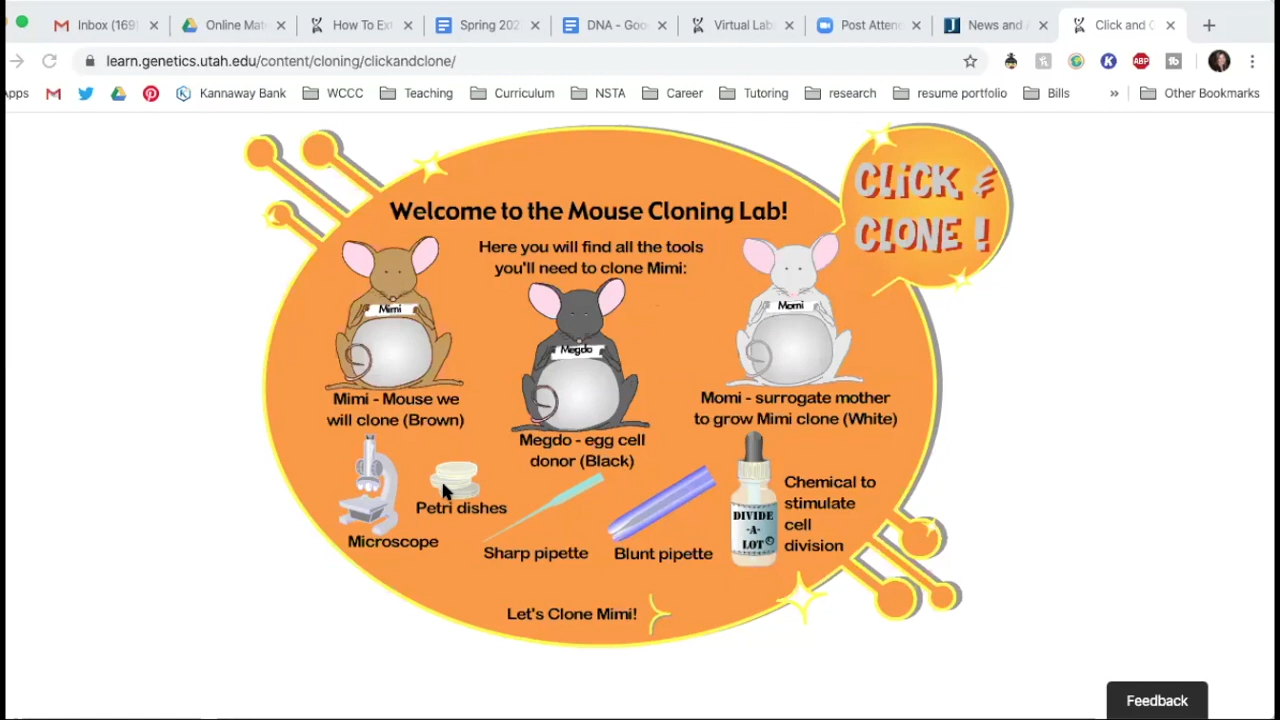 Inbox (169
Online Mat
How To Ex
Spring 202
DNA - Goo
Virtual Lab
Post Atten
News and
Click and
learn.genetics.utah.edu/content/cloning/clickandclone/
ABP
Apps
Kannaway Bank
WCCC
Teaching
Curriculum
NSTA
Career
Tutoring
research
resume portfolio
Bills
»
Other Bookmarks
CLICK &
CLONE !
Welcome to the Mouse Cloning Lab!
Here you will find all the tools
you'll need to clone Mimi:
Mimi
Megdo
Momi
Mimi - Mouse we
will clone (Brown)
Megdo - egg cell
donor (Black)
Momi - surrogate mother
to grow Mimi clone (White)
Microscope
Petri dishes
Sharp pipette
Blunt pipette
DIVIDE
-A-
LOT©
Chemical to
stimulate
cell
division
Let's Clone Mimi!
Feedback